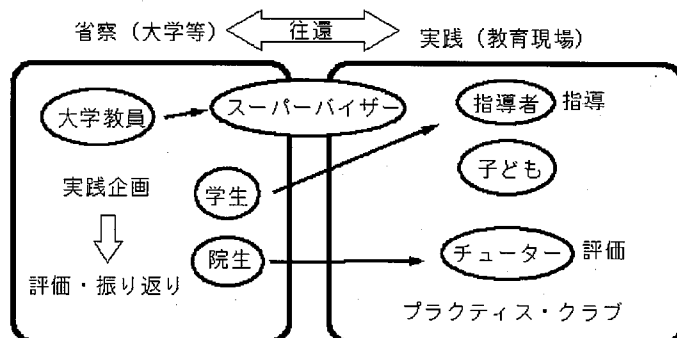 省察（大学等）
往還
実践（教育現場）
大学教員
スーパーバイザー
実践企画
学生
評価・振り返り
院生
指導者
指導
子ども
チューター
評価
プラクティス・クラブ